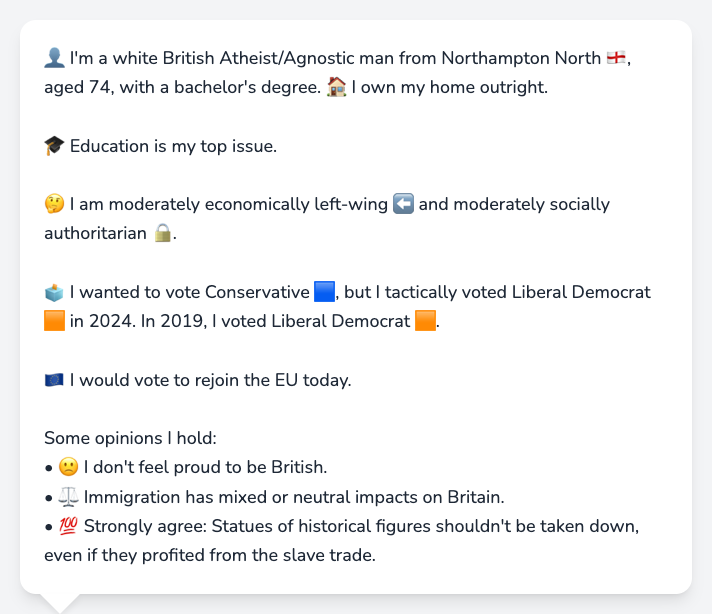 👤 I'm a white British Atheist/Agnostic man from Northampton North 🏴󠁧󠁢󠁥󠁮󠁧󠁿,
aged 74, with a bachelor's degree. 🏠 I own my home outright.
🎓 Education is my top issue.
🤔 I am moderately economically left-wing ⬅️ and moderately socially
authoritarian 🔒.
🗳️ I wanted to vote Conservative 🟦, but I tactically voted Liberal Democrat
🟧 in 2024. In 2019, I voted Liberal Democrat 🟧.
🇪🇺 I would vote to rejoin the EU today.
Some opinions I hold:
• 🙁 I don't feel proud to be British.
• ⚖️ Immigration has mixed or neutral impacts on Britain.
• 💯 Strongly agree: Statues of historical figures shouldn't be taken down,
even if they profited from the slave trade.